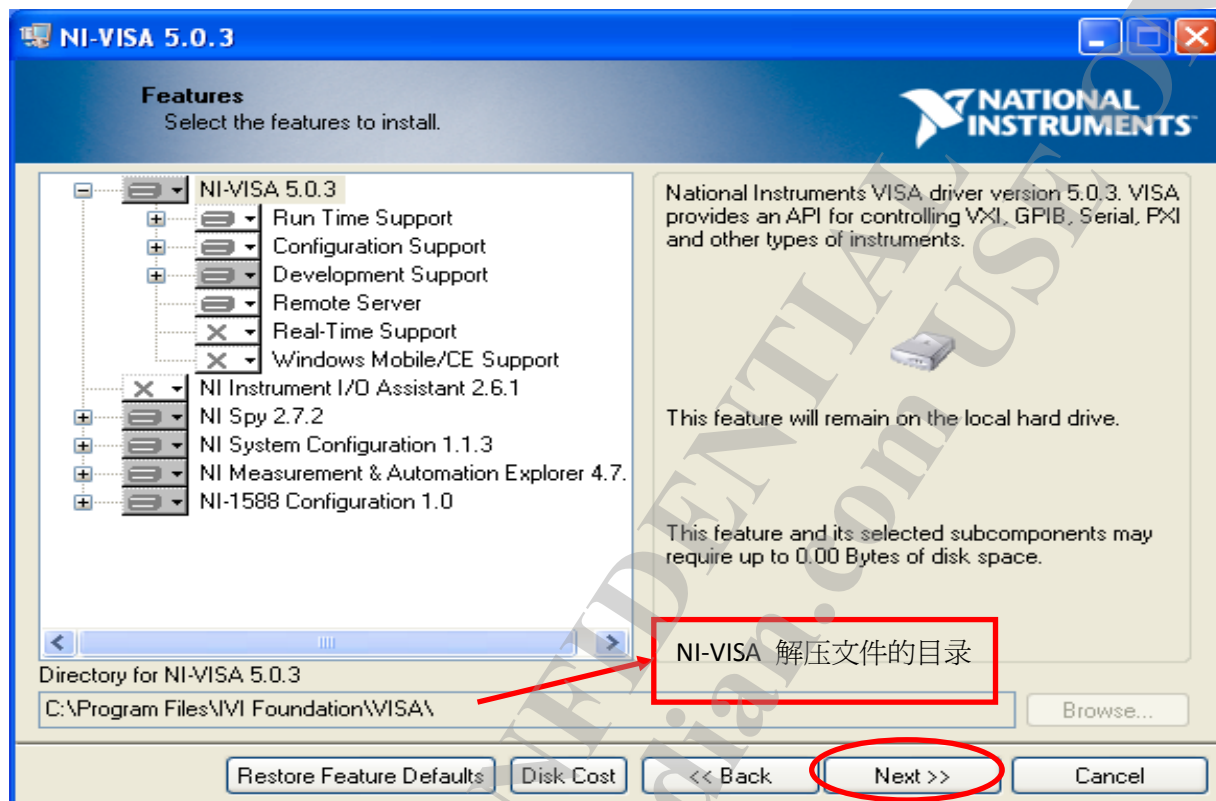 NI-VISA 5.0.3
Features
Select the features to install.
NATIONAL
INSTRUMENTS
NI-VISA 5.0.3
Run Time Support
Configuration Support
Development Support
Remote Server
Real-Time Support
Windows Mobile/CE Support
NI Instrument I/O Assistant 2.6.1
NI Spy 2.7.2
NI System Configuration 1.1.3
NI Measurement & Automation Explorer 4.7.
NI-1588 Configuration 1.0
National Instruments VISA driver version 5.0.3. VISA
provides an API for controlling VXI, GPIB, Serial, PXI
and other types of instruments.
This feature will remain on the local hard drive.
This feature and its selected subcomponents may
require up to 0.00 Bytes of disk space.
NI-VISA 解压文件的目录
Directory for NI-VISA 5.0.3
C:\Program Files\IVI Foundation\VISA\
Browse...
Restore Feature Defaults
Disk Cost
<< Back
Next >>
Cancel